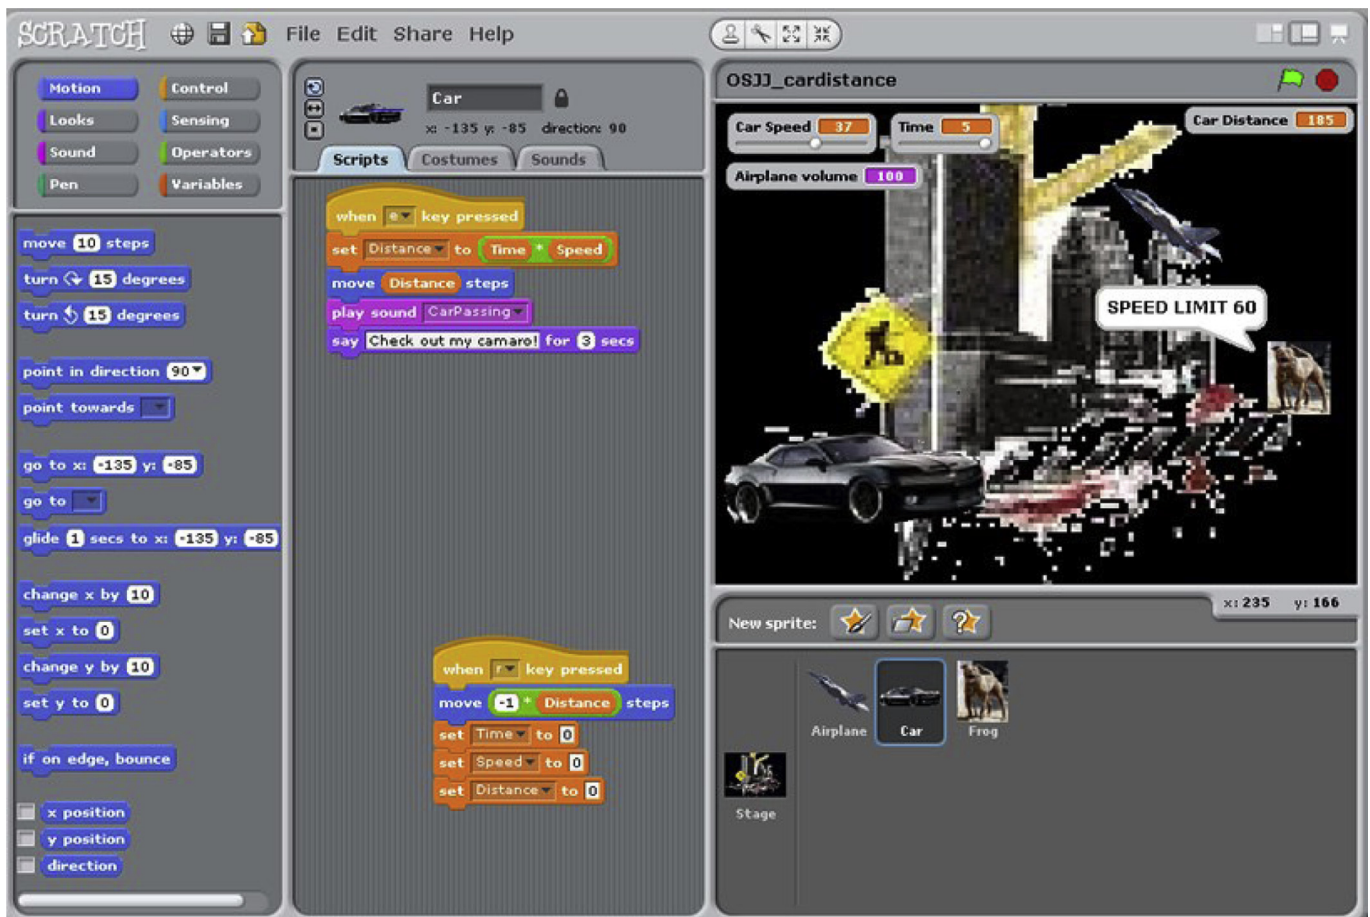 SCRATCH File Edit Share Help
Motion Control
Looks Sensing
Sound Operators
Pen Variables
move 10 steps
turn 15 degrees
turn 15 degrees
point in direction 90
point towards
go to x: -135 y: -85
go to
glide 1 secs to x: -135 y: -85
change x by 10
set x to 0
change y by 10
set y to 0
if on edge, bounce
x position
y position
direction
Car
x: -135 y: -85 direction: 90
Scripts Costumes Sounds
when e key pressed
set Distance to Time * Speed
move Distance steps
play sound CarPassing
say Check out my camaro! for 3 secs
when r key pressed
move -1 * Distance steps
set Time to 0
set Speed to 0
set Distance to 0
OSJJ_cardistance
Car Speed 37 Time 5 Car Distance 185
Airplane volume 100
SPEED LIMIT 60
x: 235 y: 166
New sprite:
Airplane Car Frog
Stage